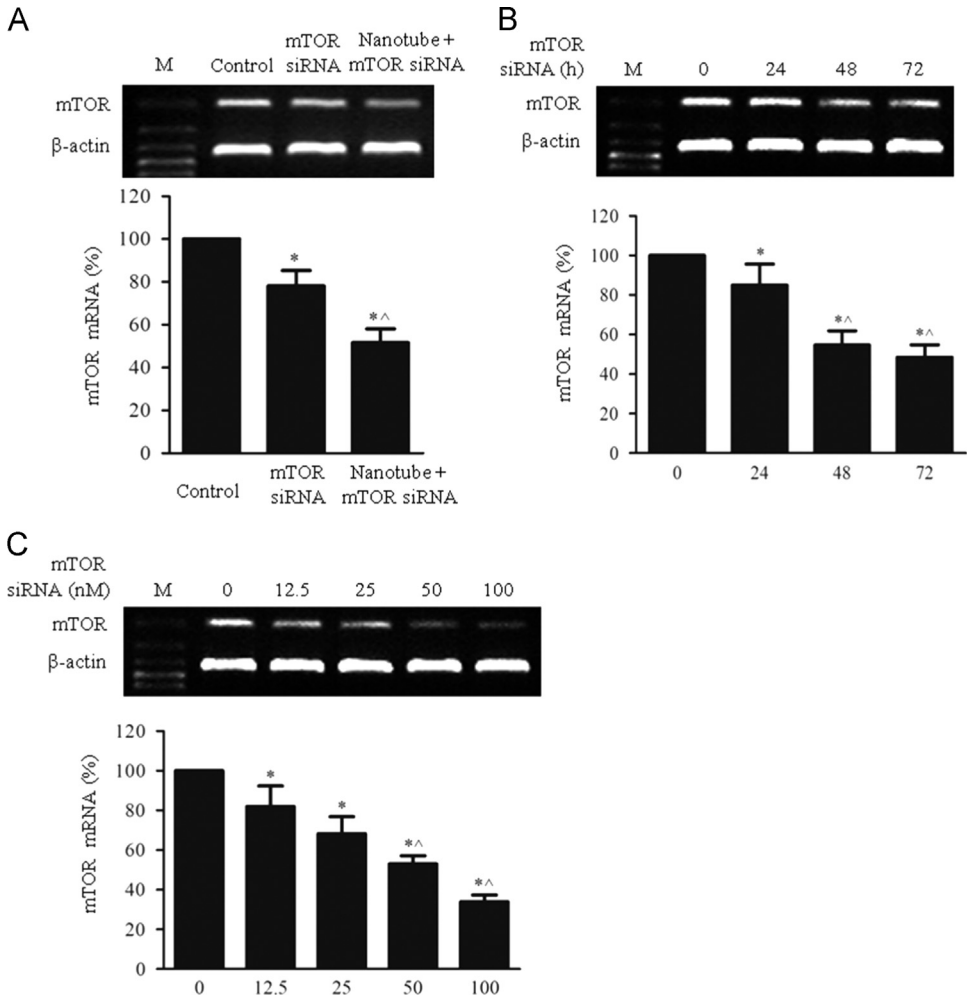 A
mTOR Nanotube +
M Control siRNA mTOR siRNA
mTOR
β-actin
120
100
80
60
40
20
0
mTOR mRNA (%)
*
*^
Control mTOR siRNA Nanotube + mTOR siRNA
B
mTOR
siRNA (h) M 0 24 48 72
mTOR
β-actin
120
100
80
60
40
20
0
mTOR mRNA (%)
*
*^
*^
0 24 48 72
C
mTOR
siRNA (nM) M 0 12.5 25 50 100
mTOR
β-actin
120
100
80
60
40
20
0
mTOR mRNA (%)
*
*
*^
*^
0 12.5 25 50 100